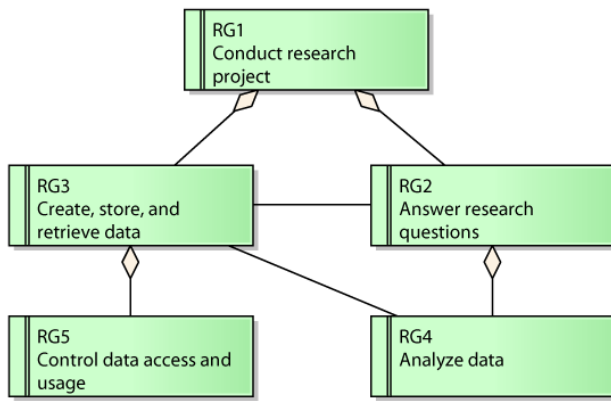 RG1
Conduct research
project
RG3
Create, store, and
retrieve data
RG2
Answer research
questions
RG5
Control data access and
usage
RG4
Analyze data